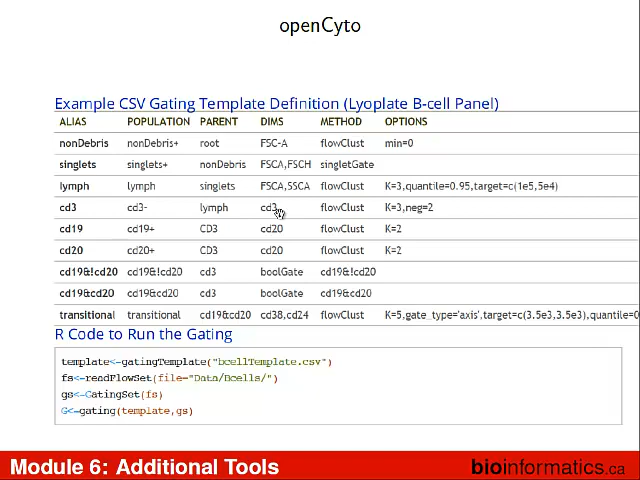 openCyto
Example CSV Gating Template Definition (Lyoplate B-cell Panel)
ALIAS POPULATION PARENT DIMS METHOD OPTIONS
nonDebris nonDebris+ root FSC-A flowClust min=0
singlets singlets+ nonDebris FSCA,FSCH singletGate
lymph lymph singlets FSCA,SSCA flowClust K=3,quantile=0.95,target=c(1e5,5e4)
cd3 cd3- lymph cd3 flowClust K=3,neg=2
cd19 cd19+ CD3 cd20 flowClust K=2
cd20 cd20+ CD3 cd20 flowClust K=2
cd19&!cd20 cd19&!cd20 cd3 boolGate cd19&!cd20
cd19&cd20 cd19&cd20 cd3 boolGate cd19&cd20
transitional transitional cd19&cd20 cd38,cd24 flowClust K=5,gate_type='axis',target=c(3.5e3,3.5e3),quantile=0
R Code to Run the Gating
template<-gatingTemplate("bcellTemplate.csv")
fs<-readFlowSet(file="Data/Bcells/")
gs<-GatingSet(fs)
G<-gating(template,gs)
Module 6: Additional Tools
bioinformatics.ca